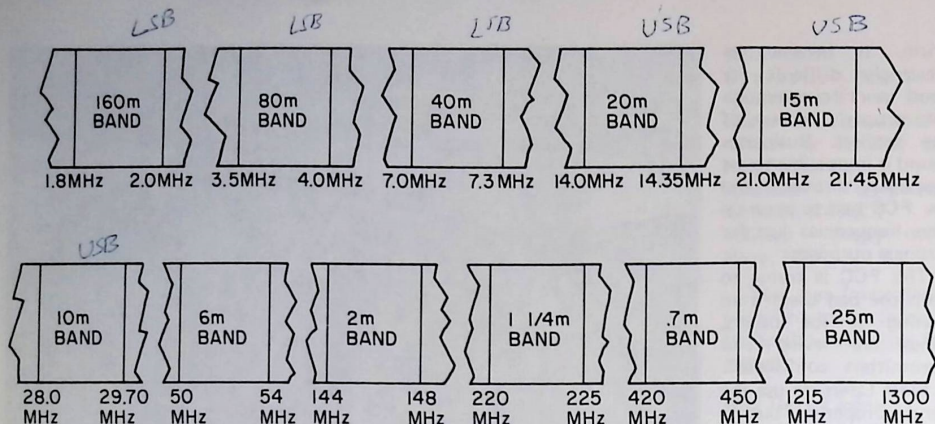 LSB LSB LSB USB USB
160m BAND 80m BAND 40m BAND 20m BAND 15m BAND
1.8MHz 2.0MHz 3.5MHz 4.0MHz 7.0MHz 7.3MHz 14.0MHz 14.35MHz 21.0MHz 21.45MHz
USB
10m BAND 6m BAND 2m BAND 1 1/4m BAND .7m BAND .25m BAND
28.0 MHz 29.70 MHz 50 MHz 54 MHz 144 MHz 148 MHz 220 MHz 225 MHz 420 MHz 450 MHz 1215 MHz 1300 MHz